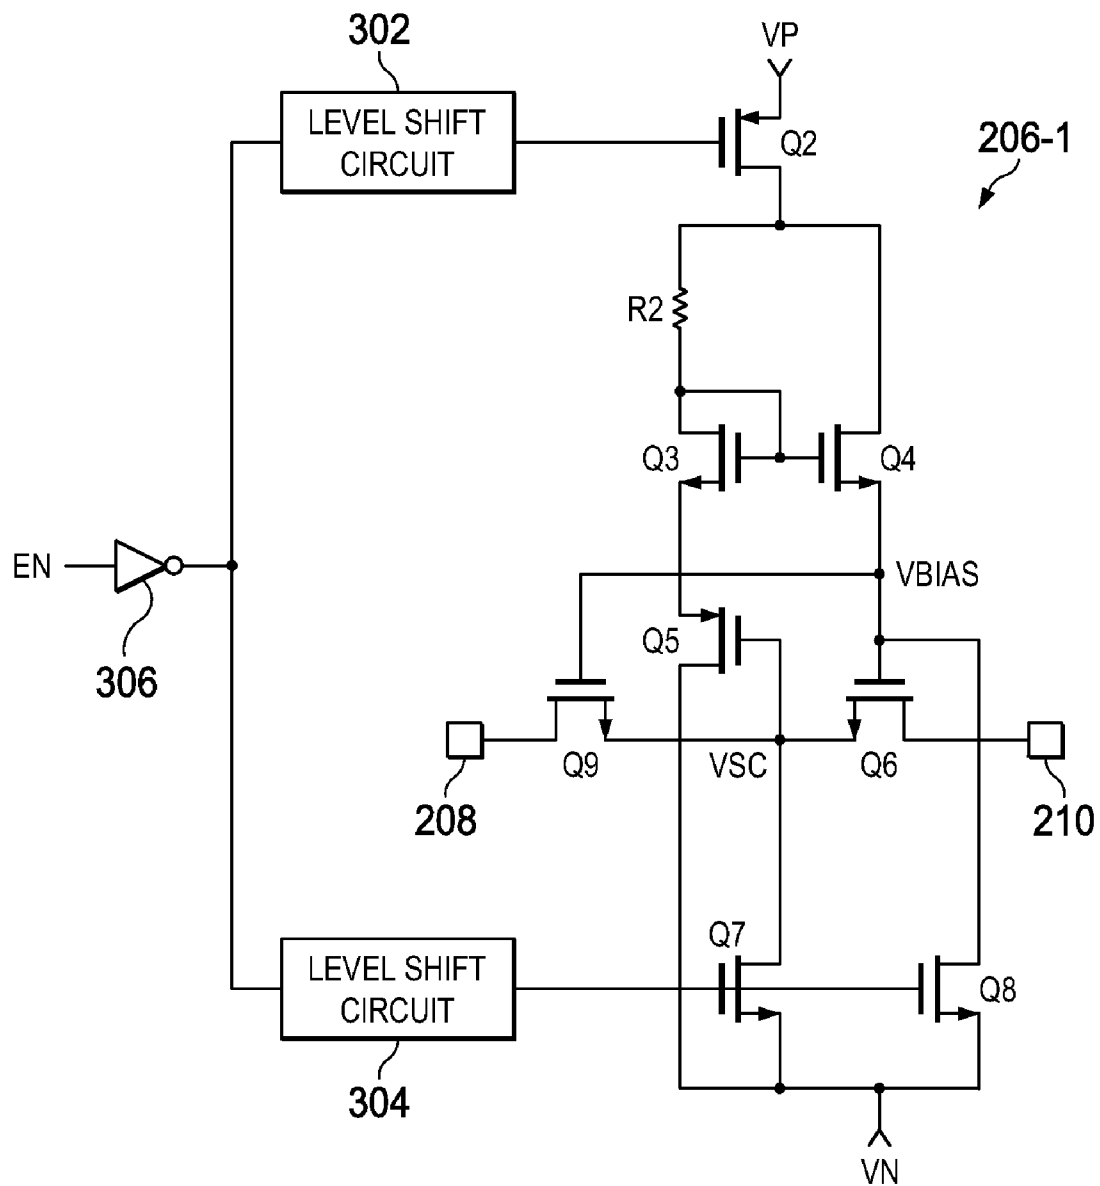 302
VP
LEVEL SHIFT
CIRCUIT
Q2
206-1
R2
Q3
Q4
EN
306
VBIAS
Q5
Q9
VSC
Q6
208
210
Q7
LEVEL SHIFT
CIRCUIT
Q8
304
VN